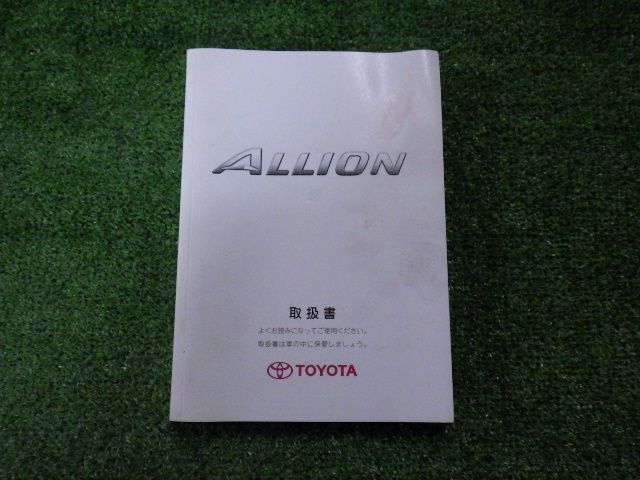 ALLION
取扱書
よくお読みになってご使用ください。
取扱書は車の中に保管しましょう。
TOYOTA